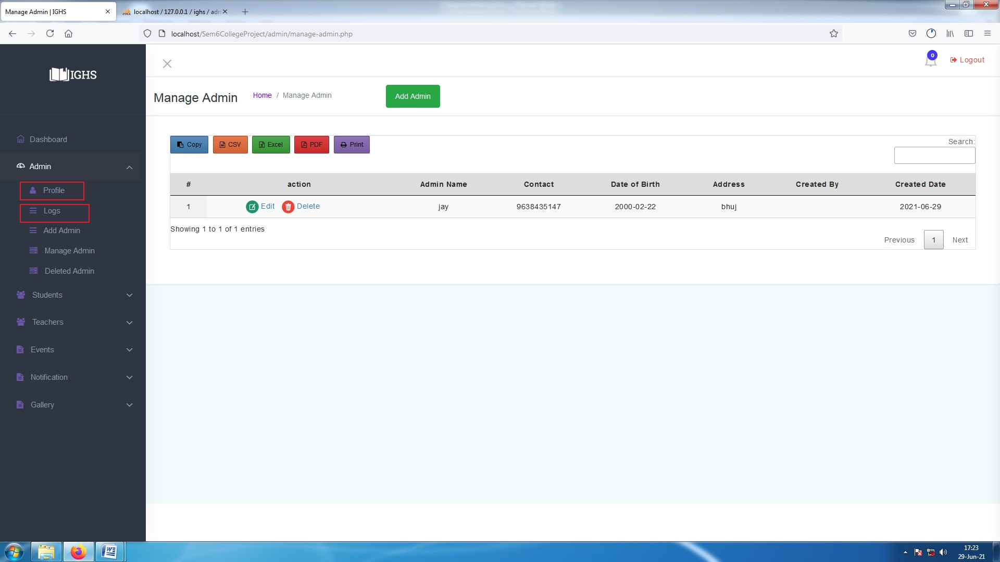 Manage Admin | IGHS
localhost / 127.0.0.1 / ighs / adn
localhost/Sem6CollegeProject/admin/manage-admin.php
IGHS
0
Logout
Manage Admin
Home / Manage Admin
Add Admin
Dashboard
Admin
Profile
Logs
Add Admin
Manage Admin
Deleted Admin
Students
Teachers
Events
Notification
Gallery
Copy CSV Excel PDF Print
Search:
# action Admin Name Contact Date of Birth Address Created By Created Date
1 Edit Delete jay 9638435147 2000-02-22 bhuj 2021-06-29
Showing 1 to 1 of 1 entries
Previous 1 Next
17:23
29-Jun-21